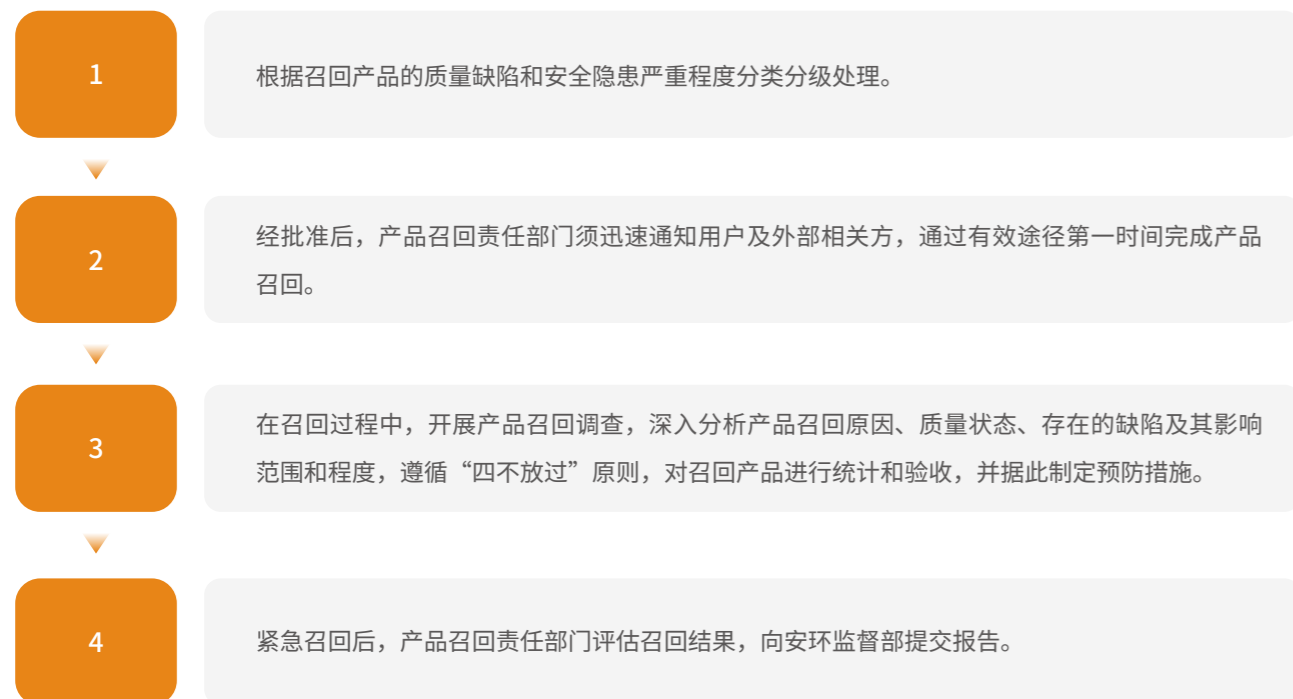 1
根据召回产品的质量缺陷和安全隐患严重程度分类分级处理。
2
经批准后，产品召回责任部门须迅速通知用户及外部相关方，通过有效途径第一时间完成产品
召回。
3
在召回过程中，开展产品召回调查，深入分析产品召回原因、质量状态、存在的缺陷及其影响
范围和程度，遵循“四不放过”原则，对召回产品进行统计和验收，并据此制定预防措施。
4
紧急召回后，产品召回责任部门评估召回结果，向安环监督部提交报告。